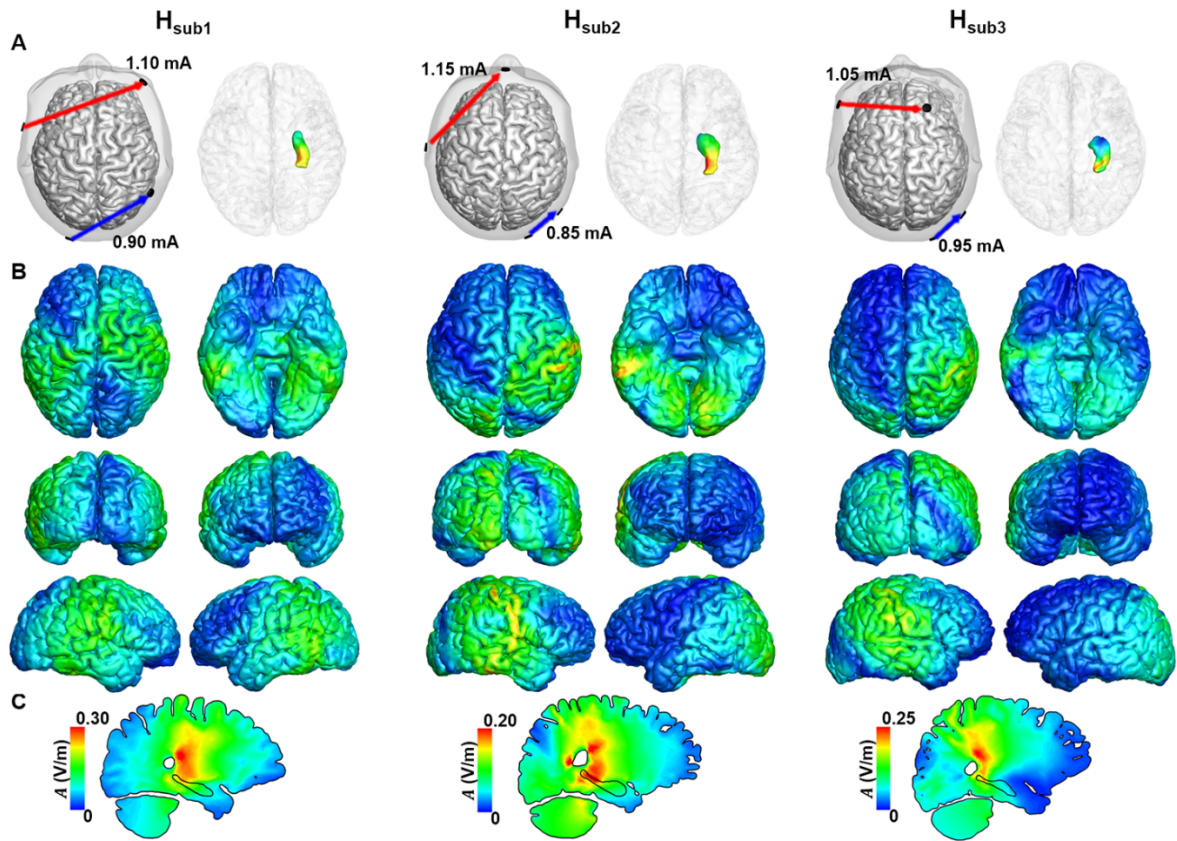 H_sub1 H_sub2 H_sub3
A
1.10 mA 1.15 mA 1.05 mA
0.90 mA 0.85 mA 0.95 mA
B
C
0.30 0.20 0.25
A (V/m) A (V/m) A (V/m)
0 0 0